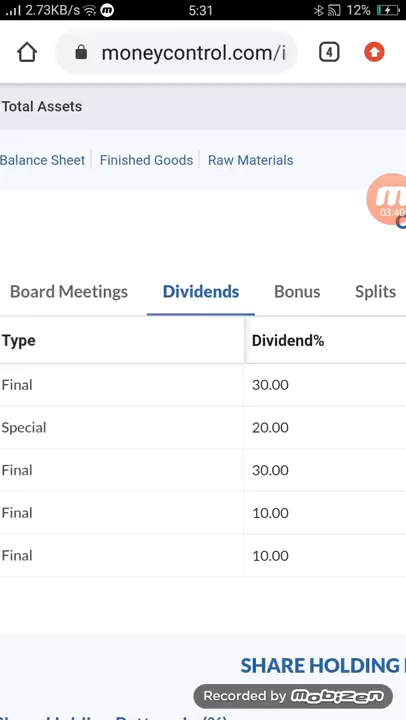 2.73KB/s 5:31 12%
moneycontrol.com/i 4
Total Assets
Balance Sheet Finished Goods Raw Materials
03:40
Board Meetings Dividends Bonus Splits
Type Dividend%
Final 30.00
Special 20.00
Final 30.00
Final 10.00
Final 10.00
SHARE HOLDING
Recorded by mobizen
(%)